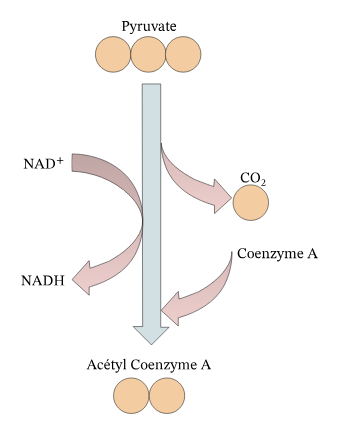 Pyruvate
NAD⁺
CO₂
Coenzyme A
NADH
Acétyl Coenzyme A